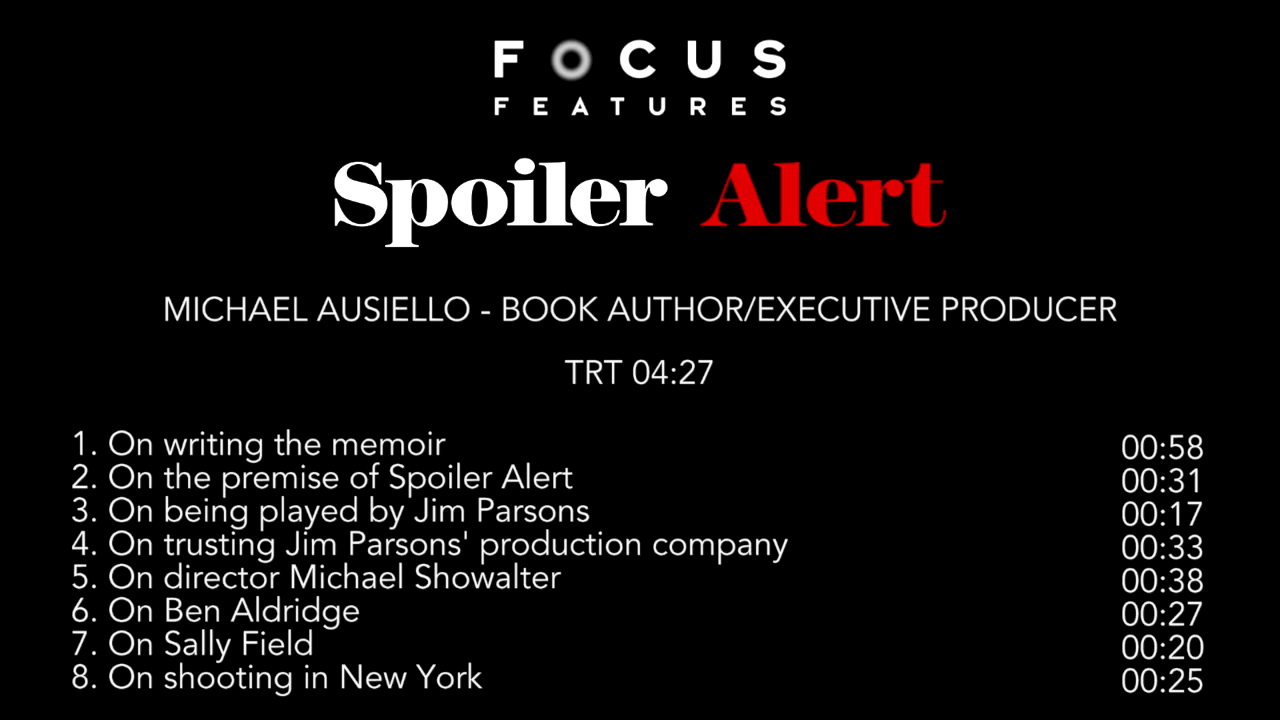 FOCUS
FEATURES
Spoiler Alert
MICHAEL AUSIELLO - BOOK AUTHOR/EXECUTIVE PRODUCER
TRT 04:27
1. On writing the memoir 00:58
2. On the premise of Spoiler Alert 00:31
3. On being played by Jim Parsons 00:17
4. On trusting Jim Parsons' production company 00:33
5. On director Michael Showalter 00:38
6. On Ben Aldridge 00:27
7. On Sally Field 00:20
8. On shooting in New York 00:25